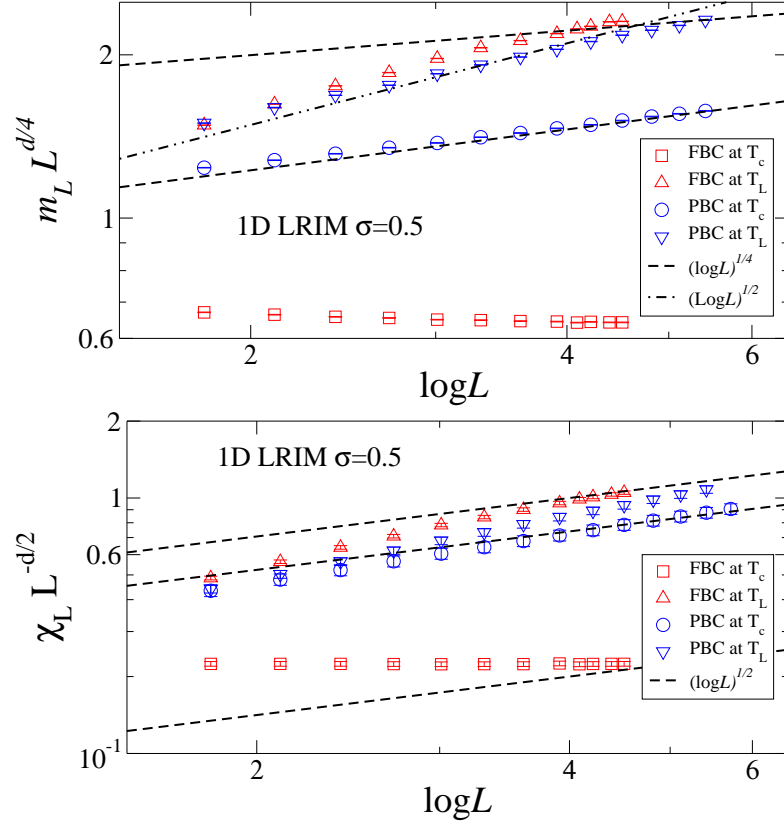 2
1
0.6
m_L L^{d/4}
1D LRIM σ=0.5
FBC at T_c
FBC at T_L
PBC at T_c
PBC at T_L
(logL)^{1/4}
(LogL)^{1/2}
2 4 6
logL
2
1
0.6
10^{-1}
χ_L L^{-d/2}
1D LRIM σ=0.5
FBC at T_c
FBC at T_L
PBC at T_c
PBC at T_L
(logL)^{1/2}
2 4 6
logL